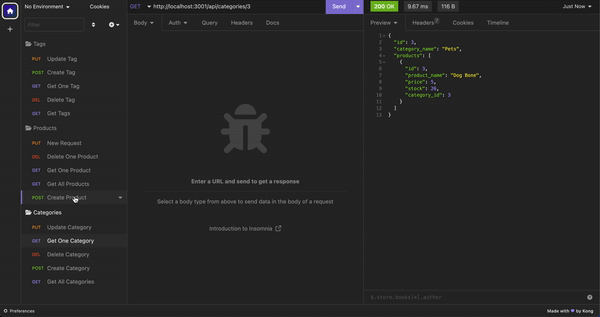 No Environment
Cookies
GET http://localhost:3001/api/categories/3
Send
200 OK
9.67 ms
116 B
Just Now
Filter
Body
Auth
Query
Headers
Docs
Preview
Headers 7
Cookies
Timeline
Tags
PUT Update Tag
POST Create Tag
GET Get One Tag
DEL Delete Tag
GET Get Tags
Products
PUT New Request
DEL Delete One Product
GET Get One Product
GET Get All Products
POST Create Product
Categories
PUT Update Category
GET Get One Category
DEL Delete Category
POST Create Category
GET Get All Categories
Enter a URL and send to get a response
Select a body type from above to send data in the body of a request
Introduction to Insomnia
1 {
2 "id": 3,
3 "category_name": "Pets",
4 "products": [
5 {
6 "id": 3,
7 "product_name": "Dog Bone",
8 "price": 5,
9 "stock": 20,
10 "category_id": 3
11 }
12 ]
13 }
$.store.books[*].author
Preferences
Made with ♥ by Kong